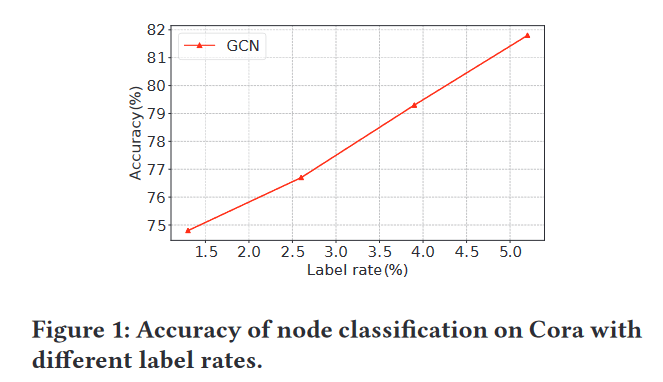 82
81
80
79
78
77
76
75
Accuracy(%)
GCN
1.5 2.0 2.5 3.0 3.5 4.0 4.5 5.0
Label rate(%)
Figure 1: Accuracy of node classification on Cora with
different label rates.